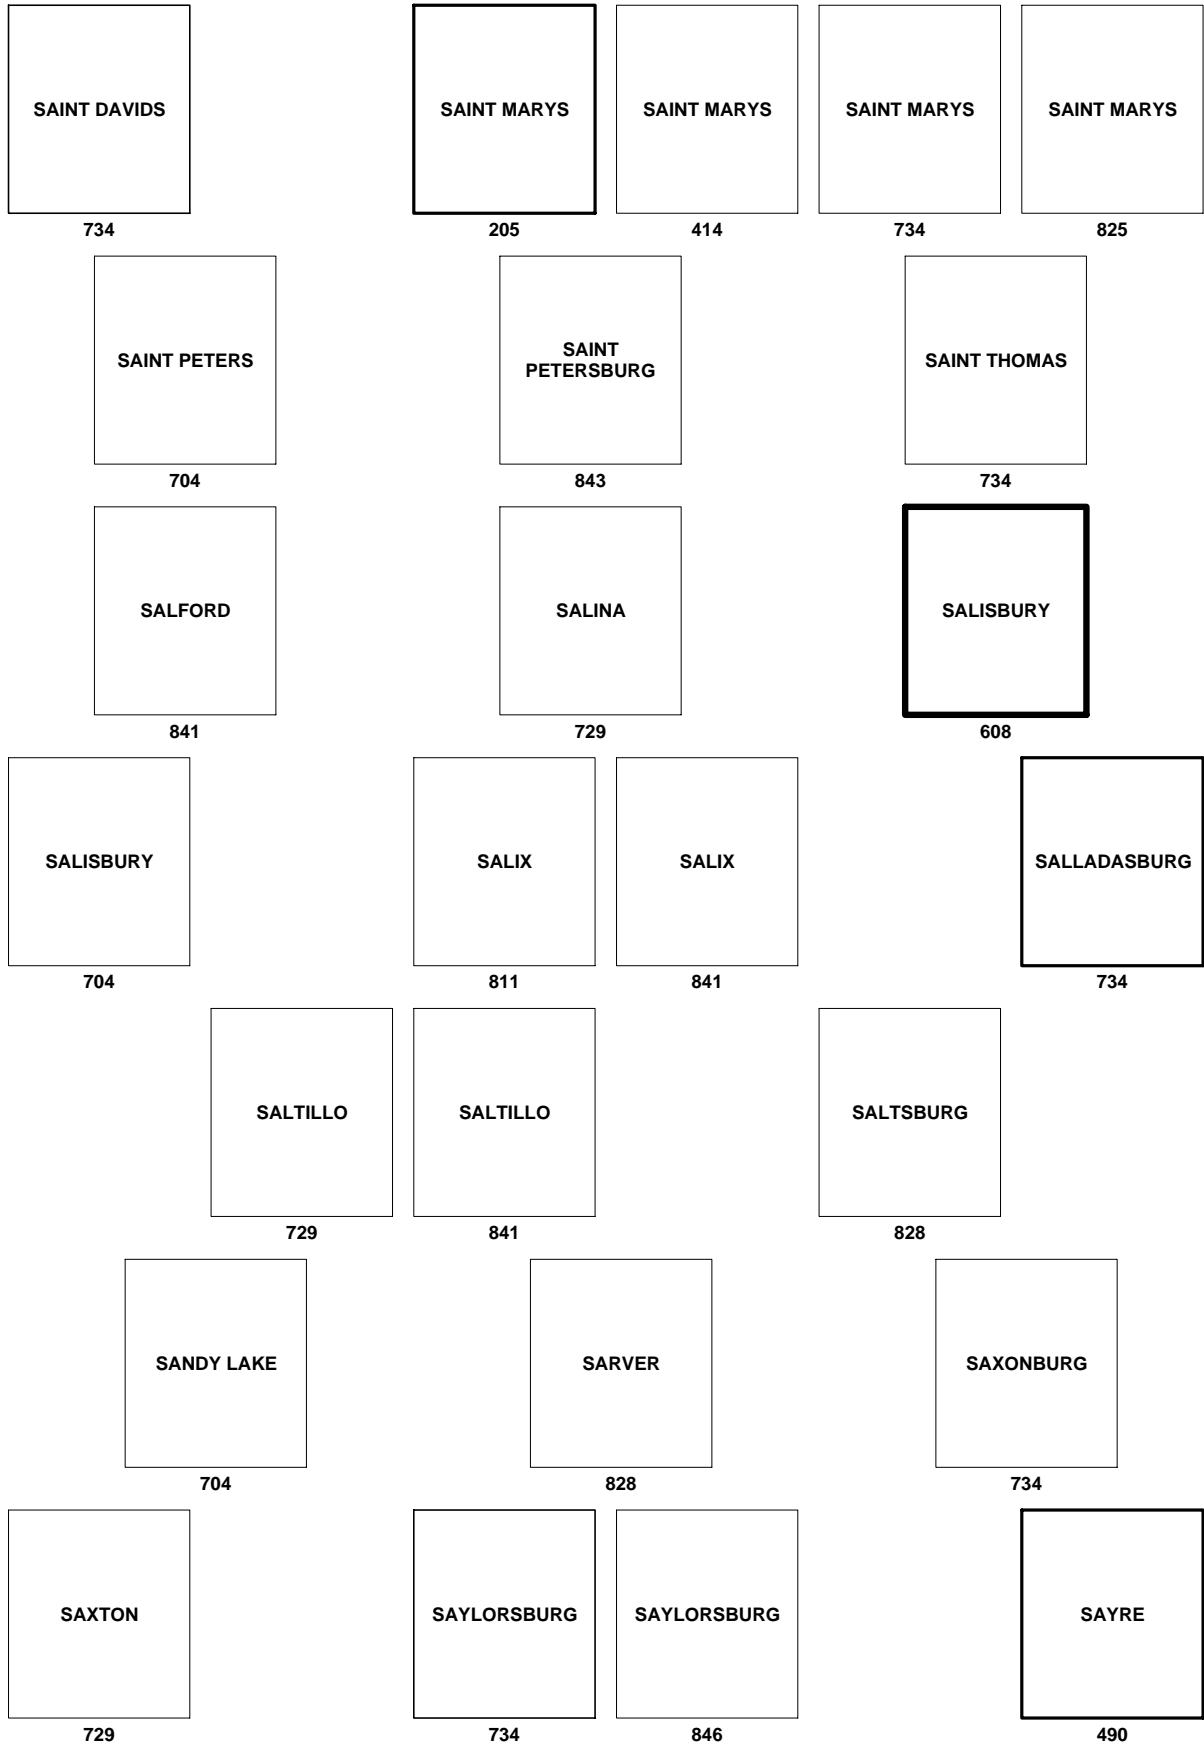 SAINT DAVIDS
734
SAINT MARYS
205
SAINT MARYS
414
SAINT MARYS
734
SAINT MARYS
825
SAINT PETERS
704
SAINT
PETERSBURG
843
SAINT THOMAS
734
SALFORD
841
SALINA
729
SALISBURY
608
SALISBURY
704
SALIX
811
SALIX
841
SALLADASBURG
734
SALTILLO
729
SALTILLO
841
SALTSBURG
828
SANDY LAKE
704
SARVER
828
SAXONBURG
734
SAXTON
729
SAYLORSBURG
734
SAYLORSBURG
846
SAYRE
490